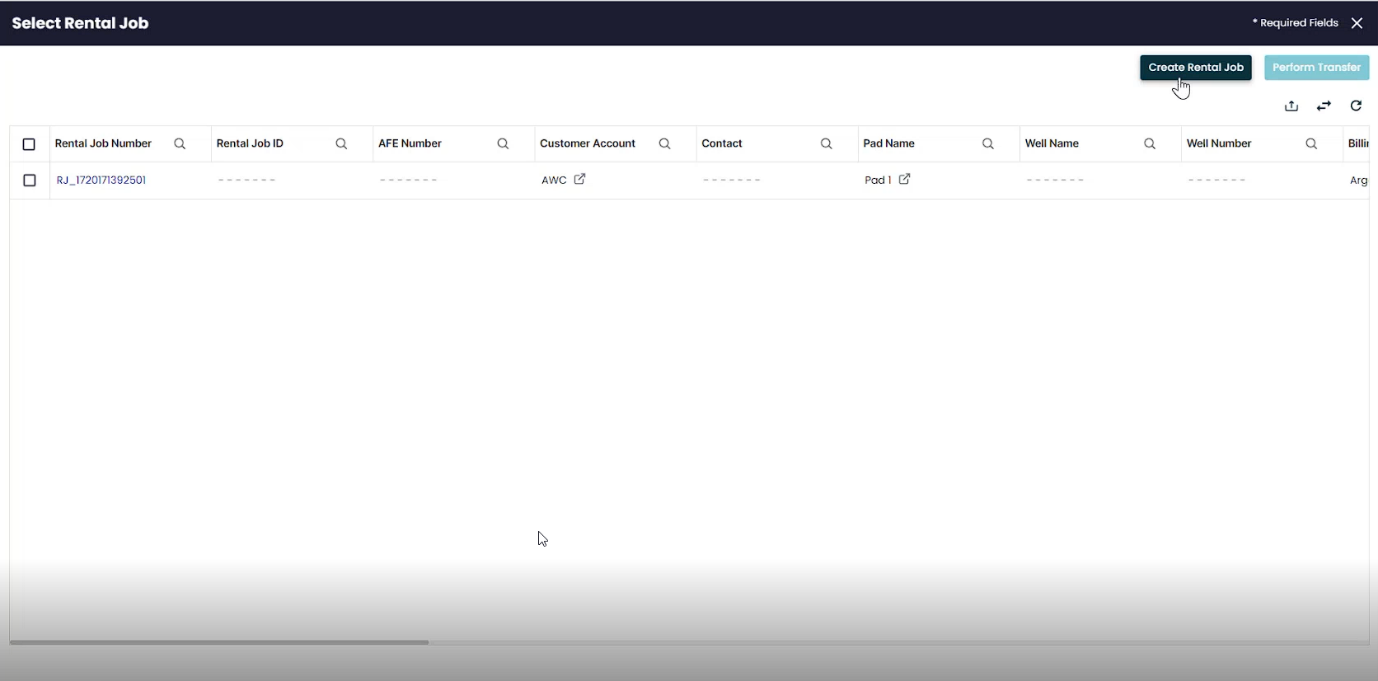 Select Rental Job
* Required Fields
Create Rental Job
Perform Transfer
Rental Job Number Rental Job ID AFE Number Customer Account Contact Pad Name Well Name Well Number Billin
RJ_1720171392501 ------- ------- AWC ------- Pad 1 ------- ------- Arg